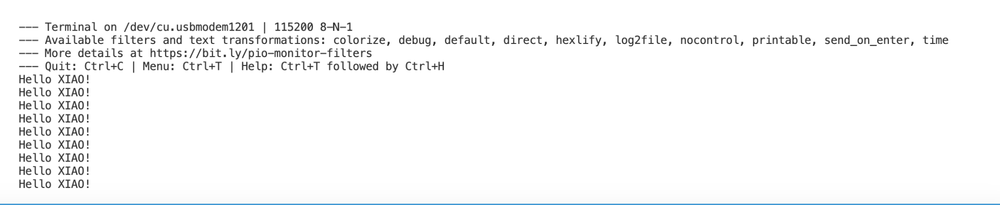 --- Terminal on /dev/cu.usbmodem1201 | 115200 8-N-1
--- Available filters and text transformations: colorize, debug, default, direct, hexlify, log2file, nocontrol, printable, send_on_enter, time
--- More details at https://bit.ly/pio-monitor-filters
--- Quit: Ctrl+C | Menu: Ctrl+T | Help: Ctrl+T followed by Ctrl+H
Hello XIAO!
Hello XIAO!
Hello XIAO!
Hello XIAO!
Hello XIAO!
Hello XIAO!
Hello XIAO!
Hello XIAO!
Hello XIAO!